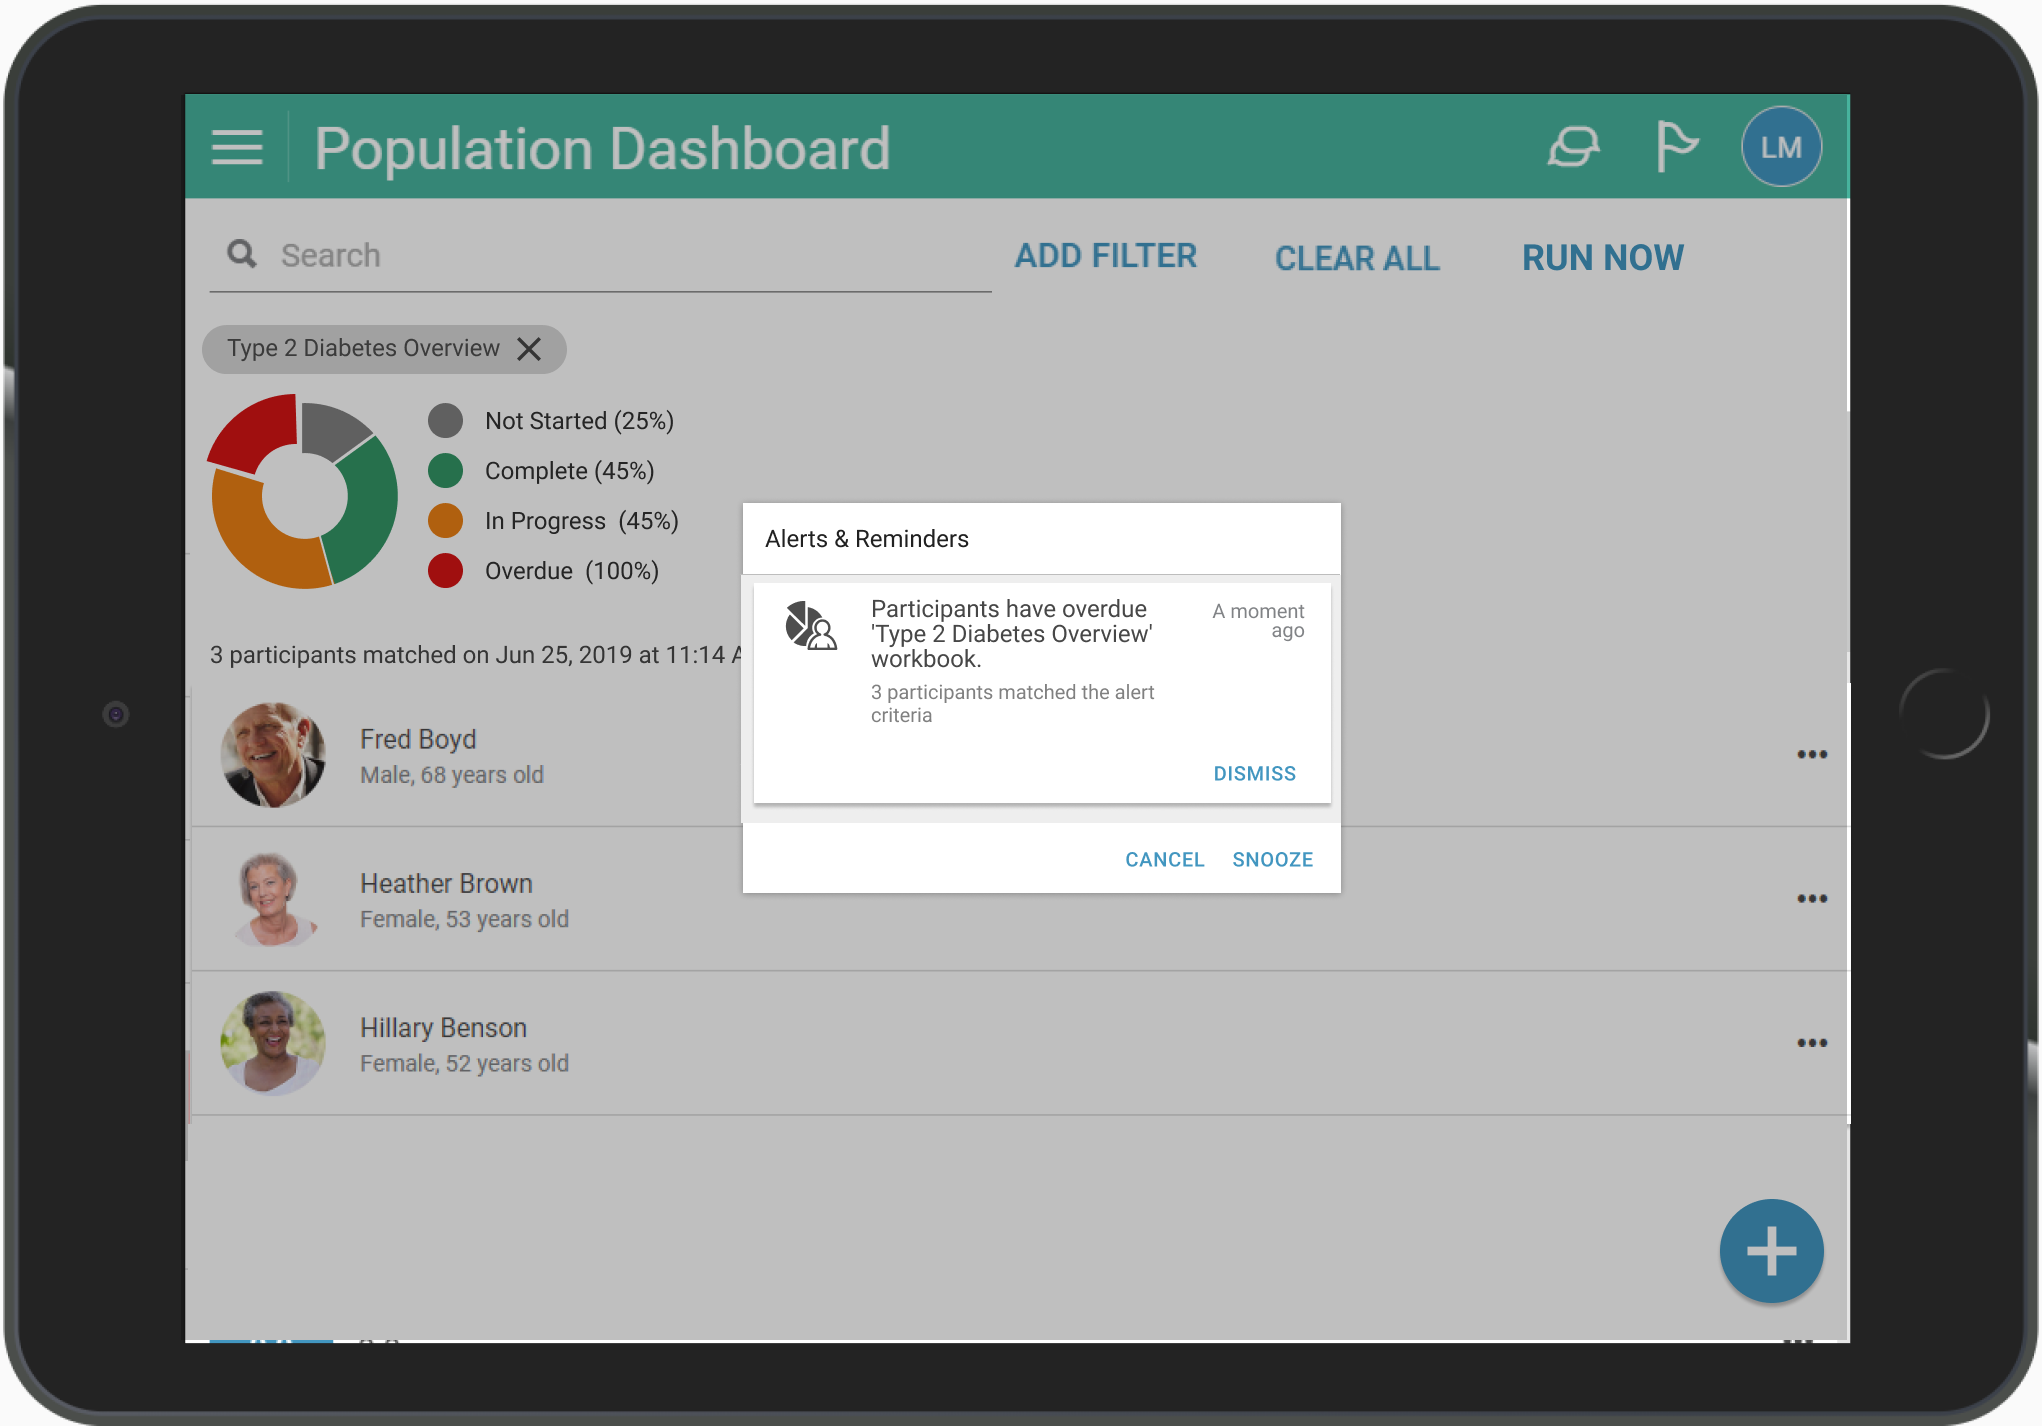 Population Dashboard
LM
Search
ADD FILTER
CLEAR ALL
RUN NOW
Type 2 Diabetes Overview
Not Started (25%)
Complete (45%)
In Progress (45%)
Overdue (100%)
3 participants matched on Jun 25, 2019 at 11:14
Fred Boyd
Male, 68 years old
Heather Brown
Female, 53 years old
Hillary Benson
Female, 52 years old
Alerts & Reminders
Participants have overdue
'Type 2 Diabetes Overview'
workbook.
A moment
ago
3 participants matched the alert
criteria
DISMISS
CANCEL
SNOOZE